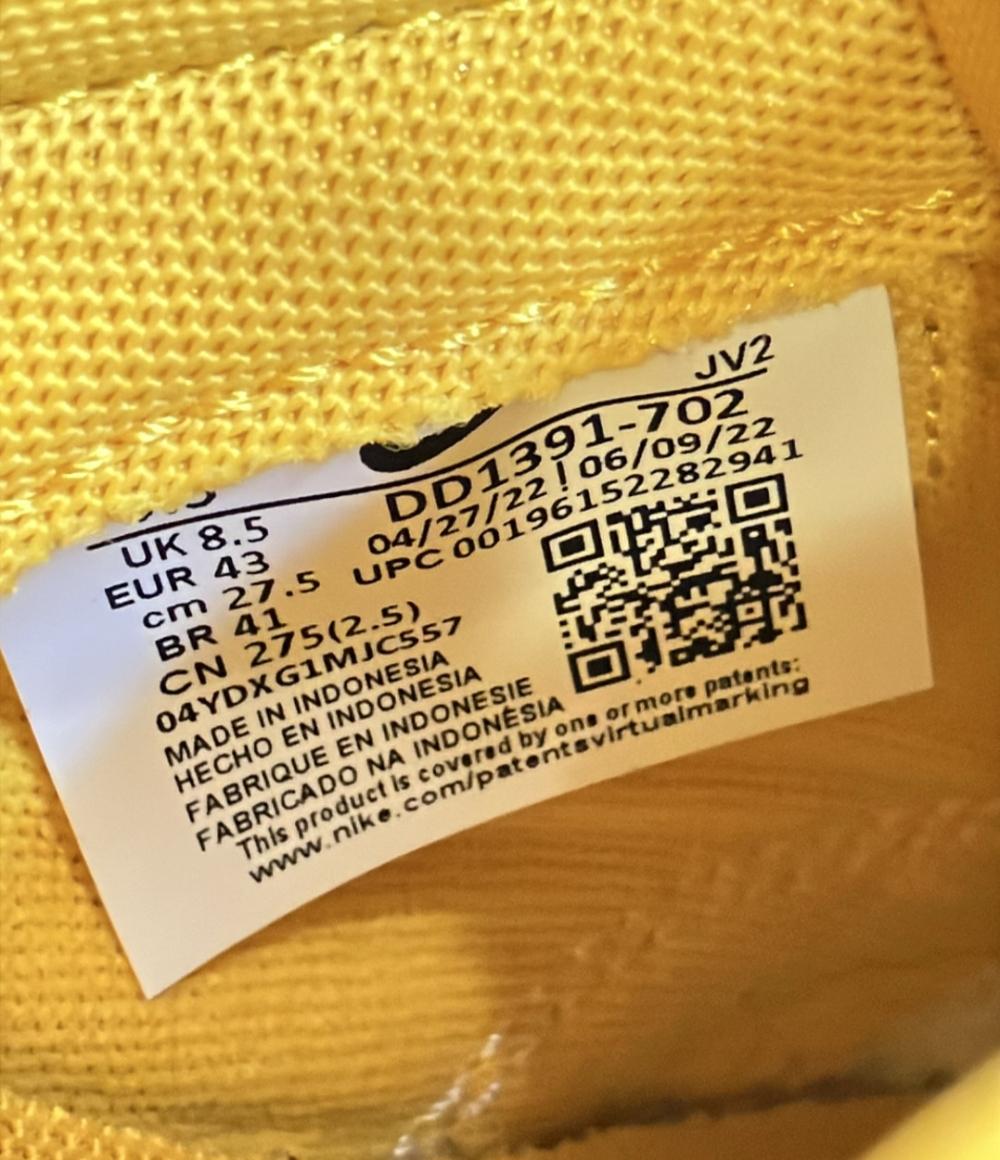 JV2
DD1391-702
04/27/22 | 06/09/22
UPC 00196152282941
UK 8.5
EUR 43
cm 27.5
BR 41
CN 275(2.5)
04YDXG1MJC557
MADE IN INDONESIA
HECHO EN INDONESIA
FABRIQUE EN INDONESIE
FABRICADO NA INDONÉSIA
This product is covered by one or more patents:
www.nike.com/patentsvirtualmarking